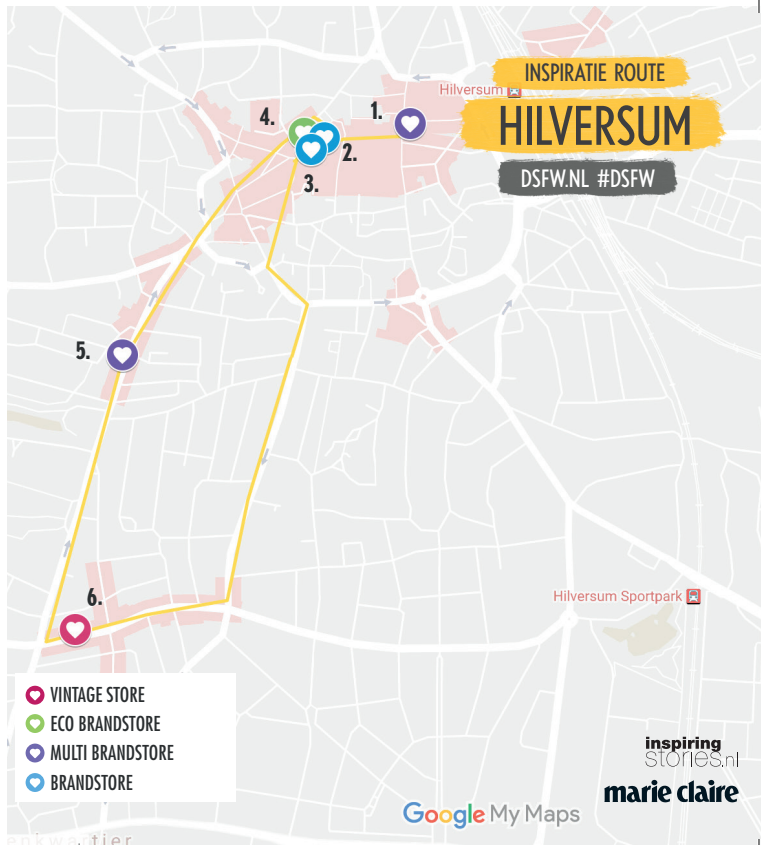 INSPIRATIE ROUTE
Hilversum
HILVERSUM
DSFW.NL #DSFW
1.
4.
2.
3.
5.
6.
Hilversum Sportpark
VINTAGE STORE
ECO BRANDSTORE
MULTI BRANDSTORE
BRANDSTORE
inspiring
stories.nl
marie claire
Google My Maps
enkwartier